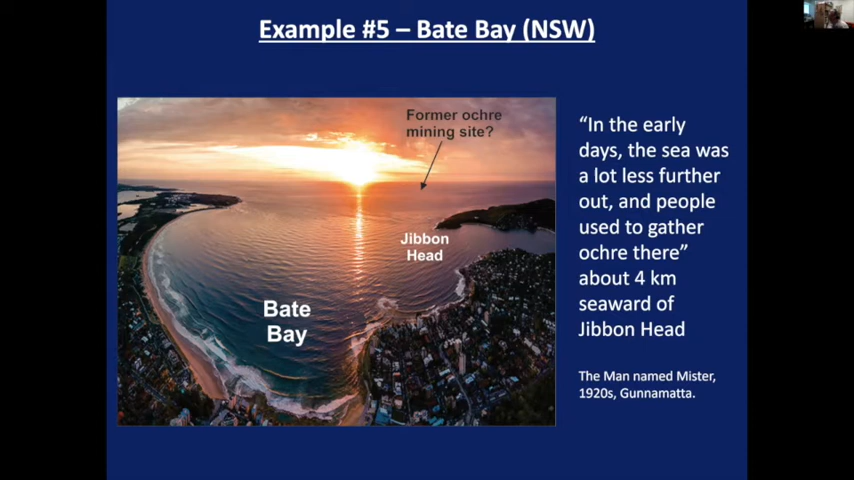 Example #5 – Bate Bay (NSW)
Former ochre
mining site?
Jibbon
Head
Bate
Bay
“In the early
days, the sea was
a lot less further
out, and people
used to gather
ochre there”
about 4 km
seaward of
Jibbon Head
The Man named Mister,
1920s, Gunnamatta.